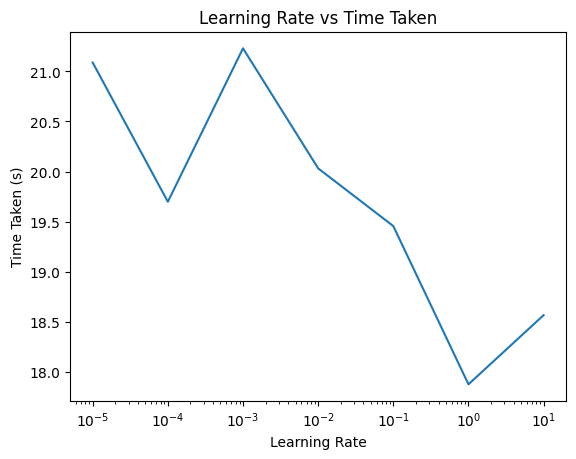 Learning Rate vs Time Taken
Time Taken (s)
21.0
20.5
20.0
19.5
19.0
18.5
18.0
10⁻⁵ 10⁻⁴ 10⁻³ 10⁻² 10⁻¹ 10⁰ 10¹
Learning Rate